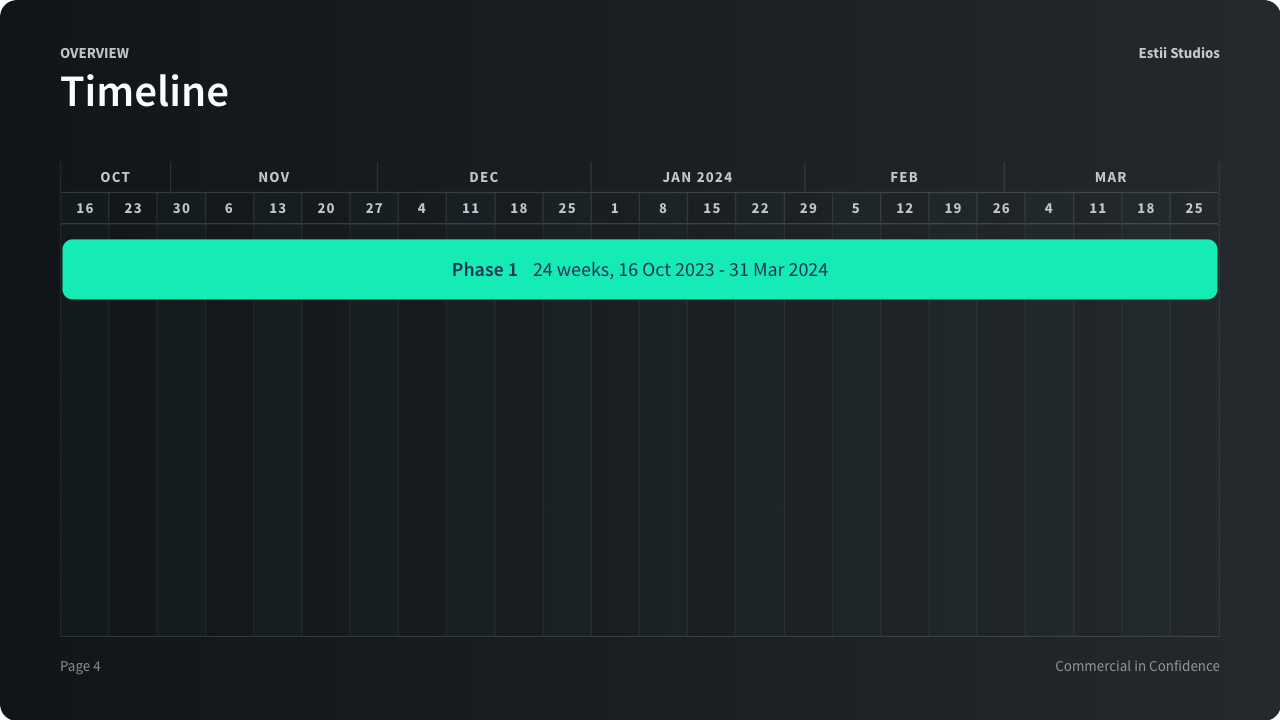 OVERVIEW
Estii Studios
Timeline
OCT NOV DEC JAN 2024 FEB MAR
16 23 30 6 13 20 27 4 11 18 25 1 8 15 22 29 5 12 19 26 4 11 18 25
Phase 1 24 weeks, 16 Oct 2023 - 31 Mar 2024
Page 4
Commercial in Confidence